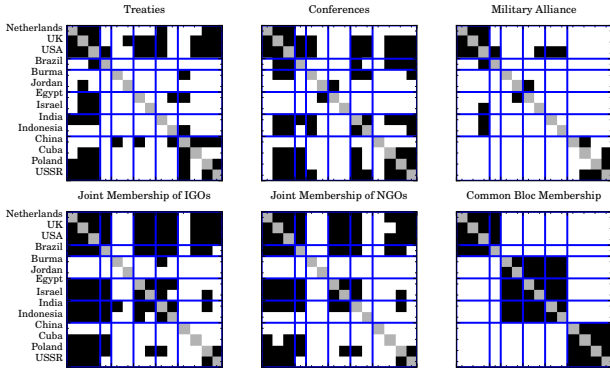 Treaties Conferences Military Alliance
Netherlands
UK
USA
Brazil
Burma
Jordan
Egypt
Israel
India
Indonesia
China
Cuba
Poland
USSR
Joint Membership of IGOs Joint Membership of NGOs Common Bloc Membership
Netherlands
UK
USA
Brazil
Burma
Jordan
Egypt
Israel
India
Indonesia
China
Cuba
Poland
USSR